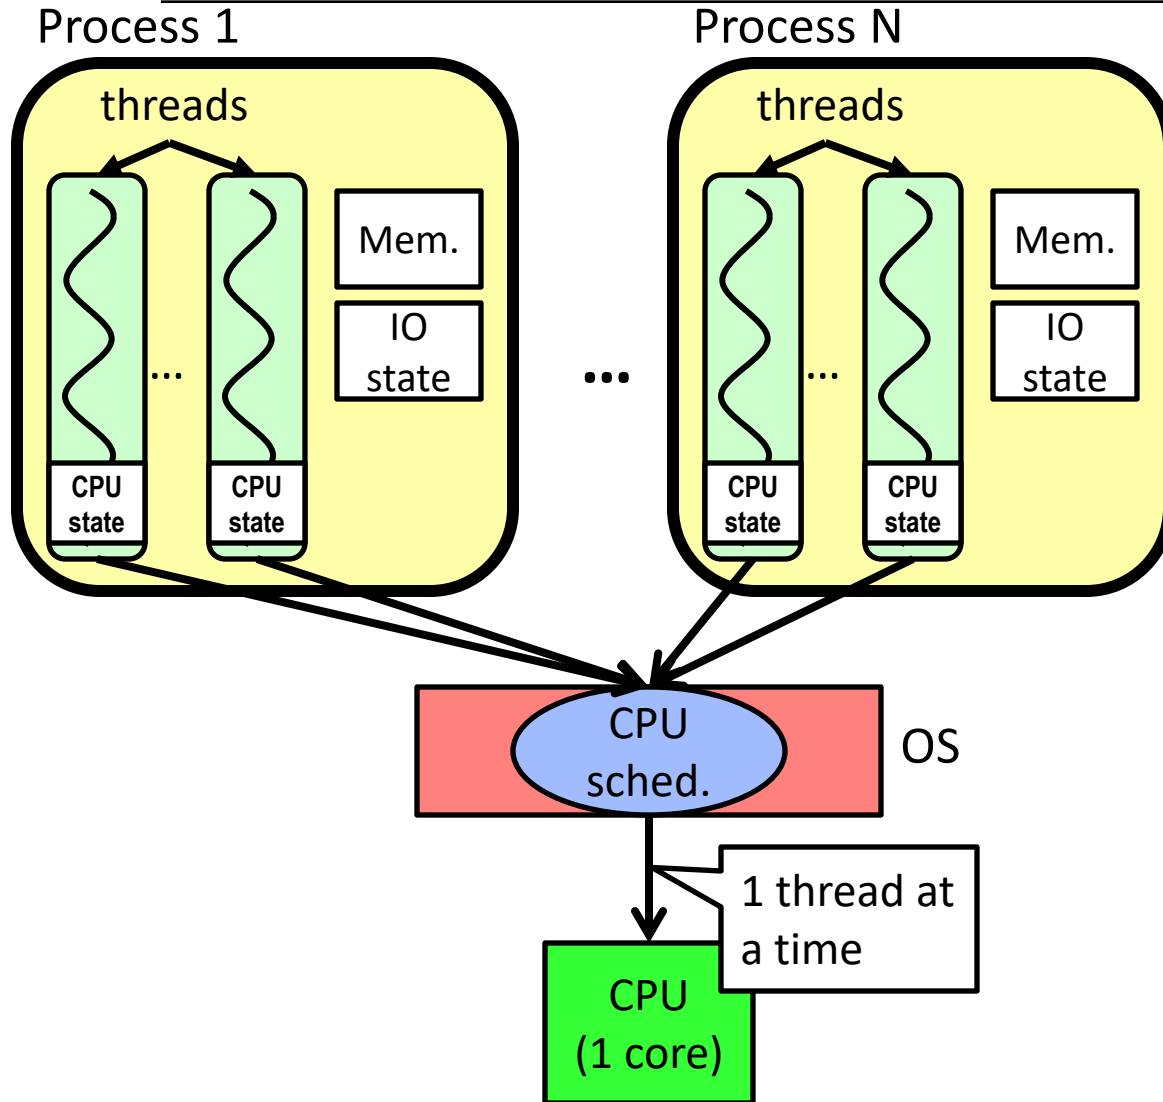 Process 1
threads
Mem.
IO
state
...
CPU
state
CPU
state
...
Process N
threads
Mem.
IO
state
...
CPU
state
CPU
state
CPU
sched.
OS
1 thread at
a time
CPU
(1 core)